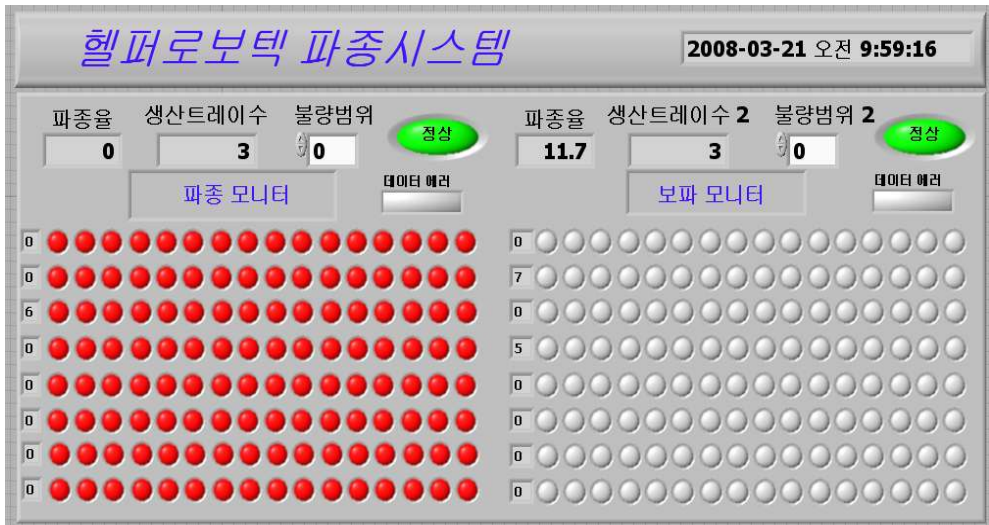 헬퍼로보텍 파종시스템
2008-03-21 오전 9:59:16
파종율 생산트레이수 불량범위 정상
0 3 0
파종 모니터
데이터 에러
0
0
6
0
0
0
0
0
파종율 생산트레이수 2 불량범위 2 정상
11.7 3 0
보파 모니터
데이터 에러
0
7
0
5
0
0
0
0